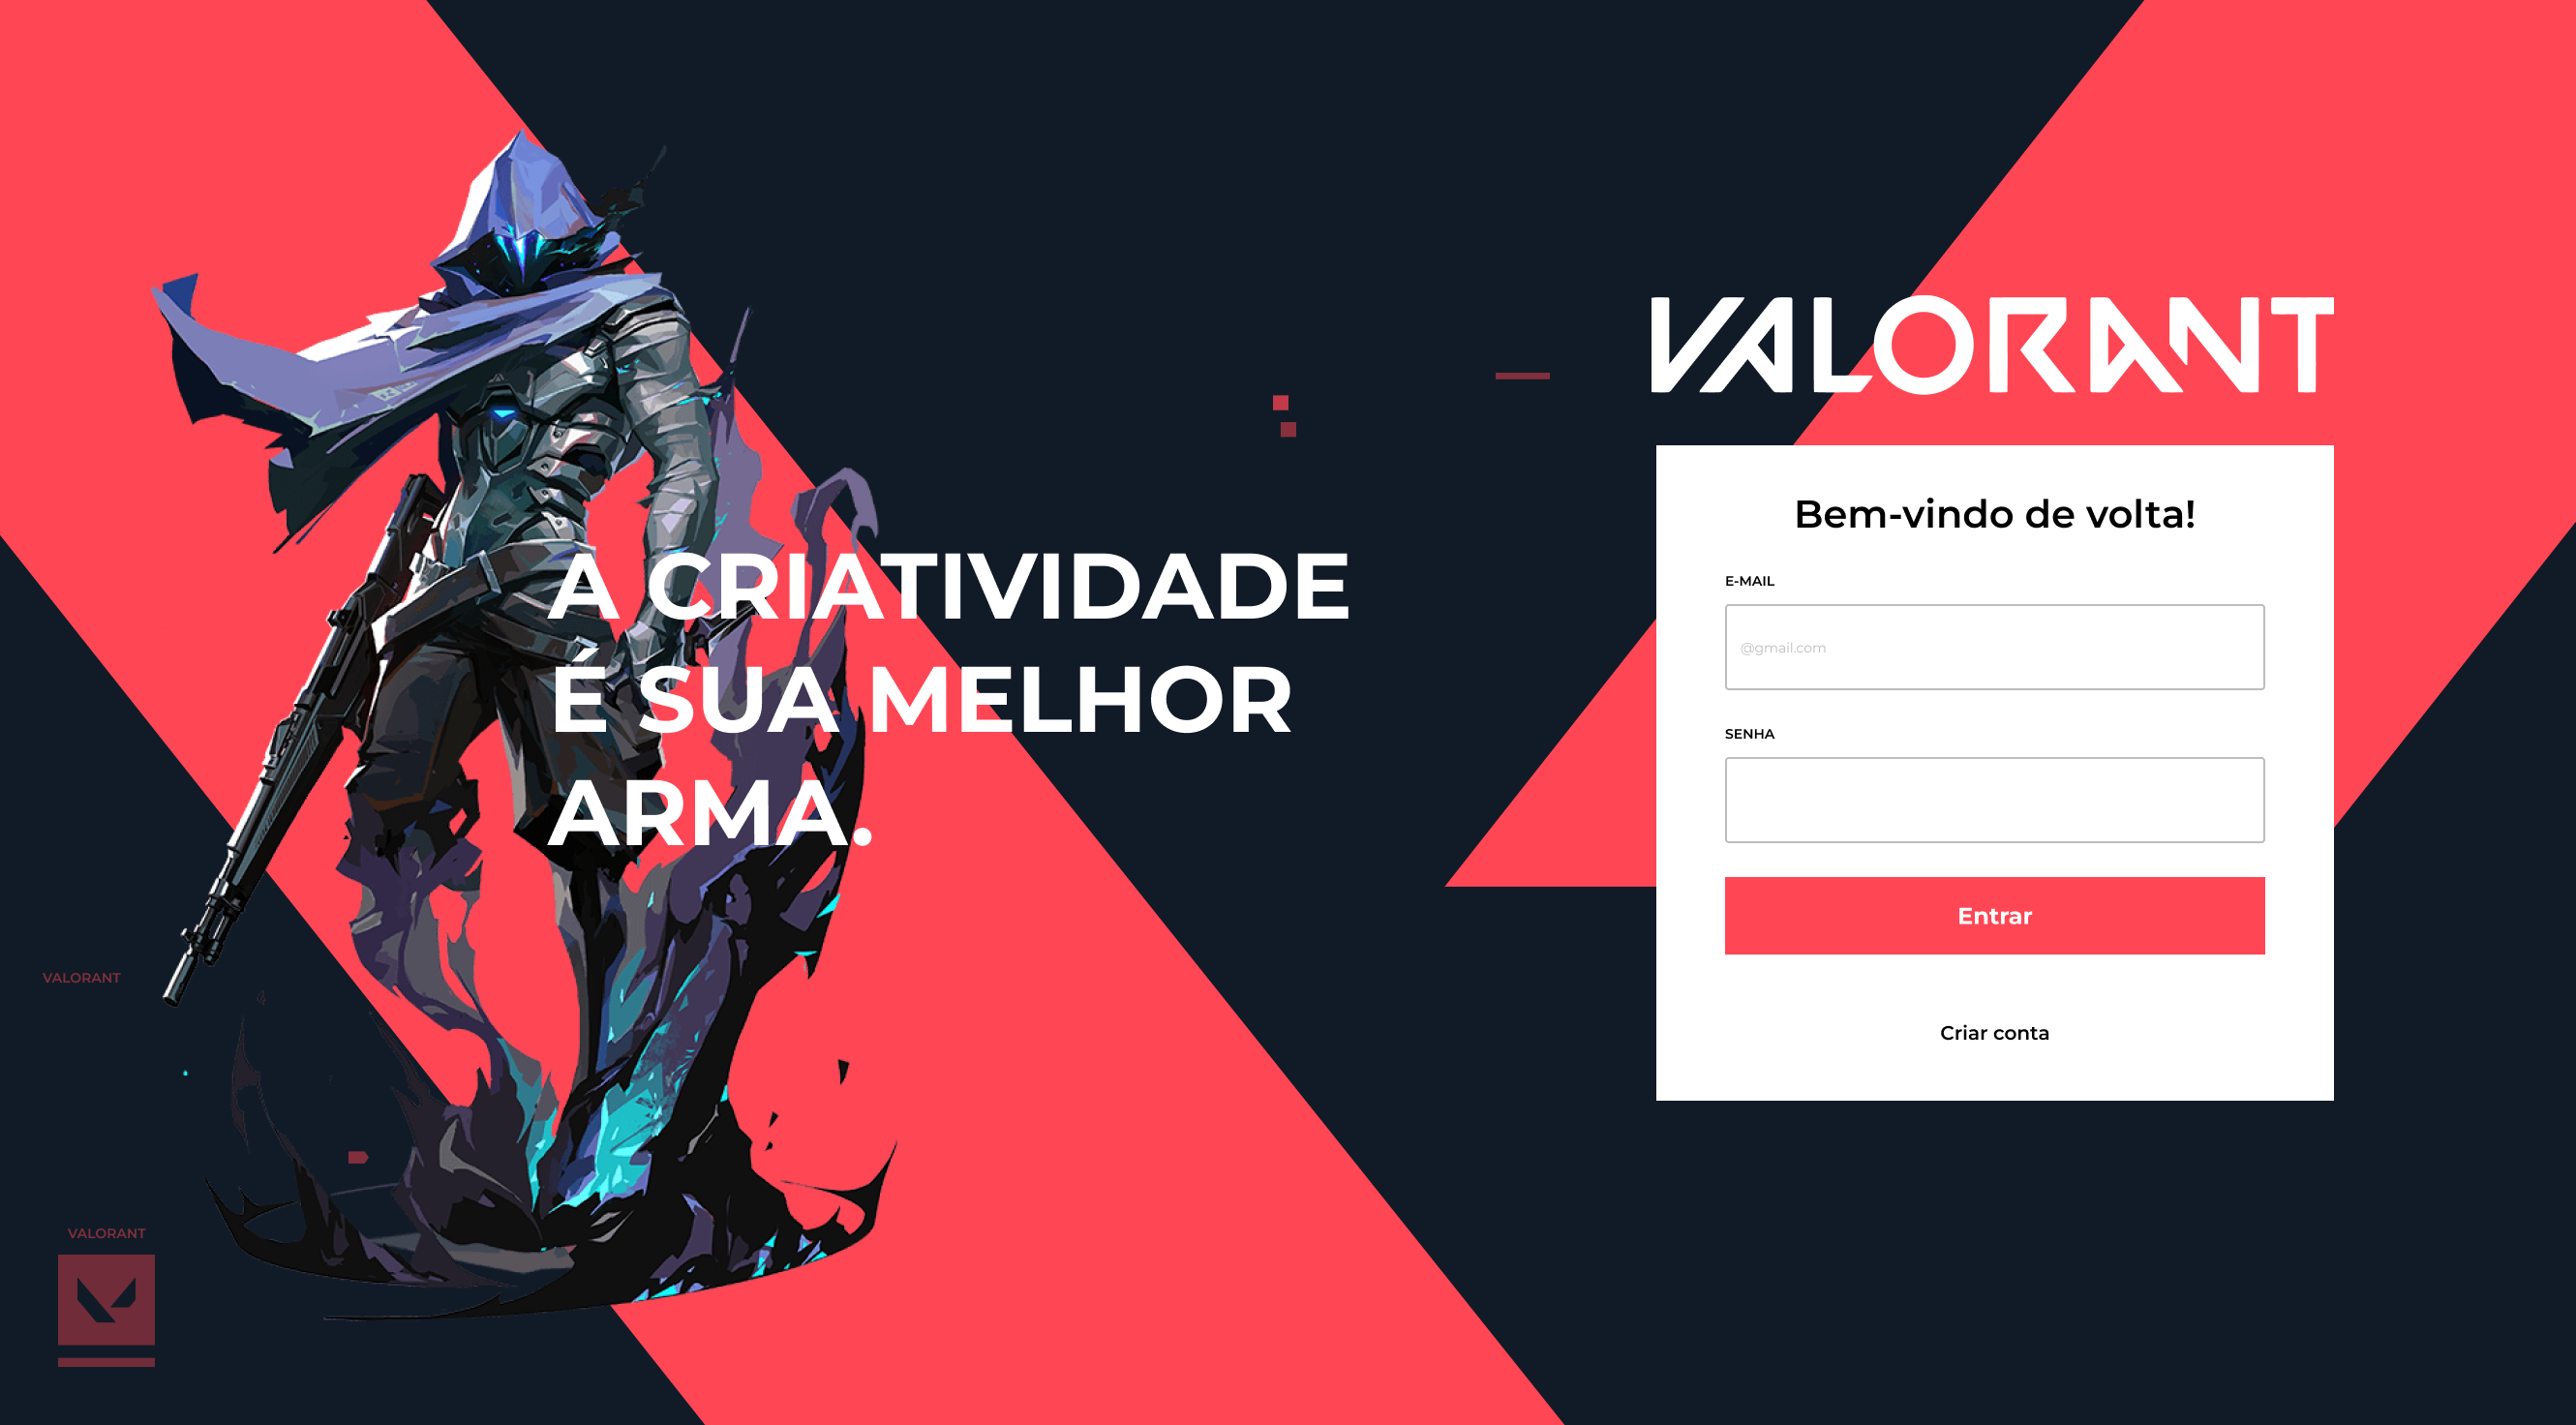 VALORANT
A CRIATIVIDADE
É SUA MELHOR
ARMA.
Bem-vindo de volta!
E-MAIL
@gmail.com
SENHA
Entrar
Criar conta
VALORANT
VALORANT